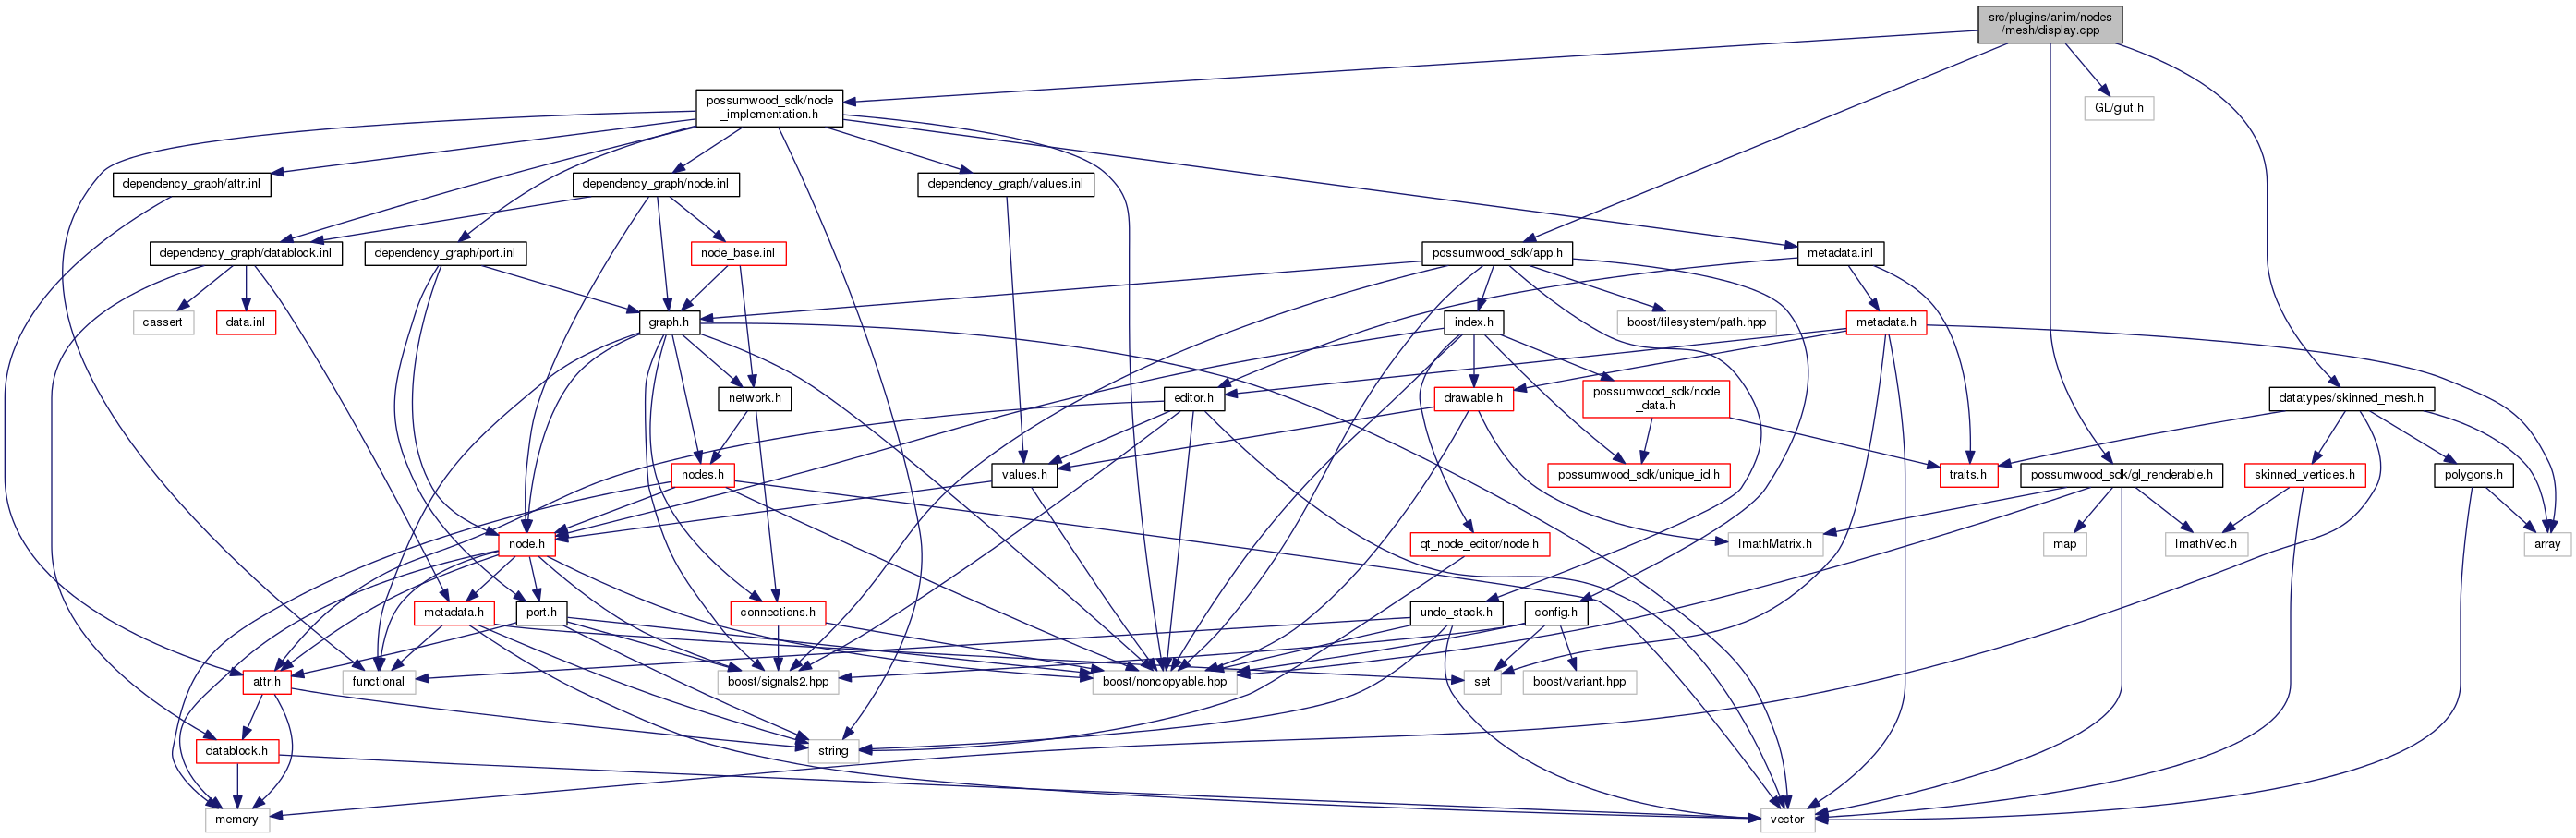 src/plugins/anim/nodes
/mesh/display.cpp
possumwood_sdk/node
_implementation.h
GL/glut.h
dependency_graph/attr.inl
dependency_graph/node.inl
dependency_graph/values.inl
dependency_graph/datablock.inl
dependency_graph/port.inl
node_base.inl
possumwood_sdk/app.h
metadata.inl
cassert
data.inl
graph.h
index.h
boost/filesystem/path.hpp
metadata.h
network.h
editor.h
drawable.h
possumwood_sdk/node
_data.h
datatypes/skinned_mesh.h
nodes.h
values.h
possumwood_sdk/unique_id.h
traits.h
possumwood_sdk/gl_renderable.h
skinned_vertices.h
polygons.h
node.h
qt_node_editor/node.h
ImathMatrix.h
map
ImathVec.h
array
metadata.h
port.h
connections.h
undo_stack.h
config.h
attr.h
functional
boost/signals2.hpp
boost/noncopyable.hpp
set
boost/variant.hpp
datablock.h
string
memory
vector